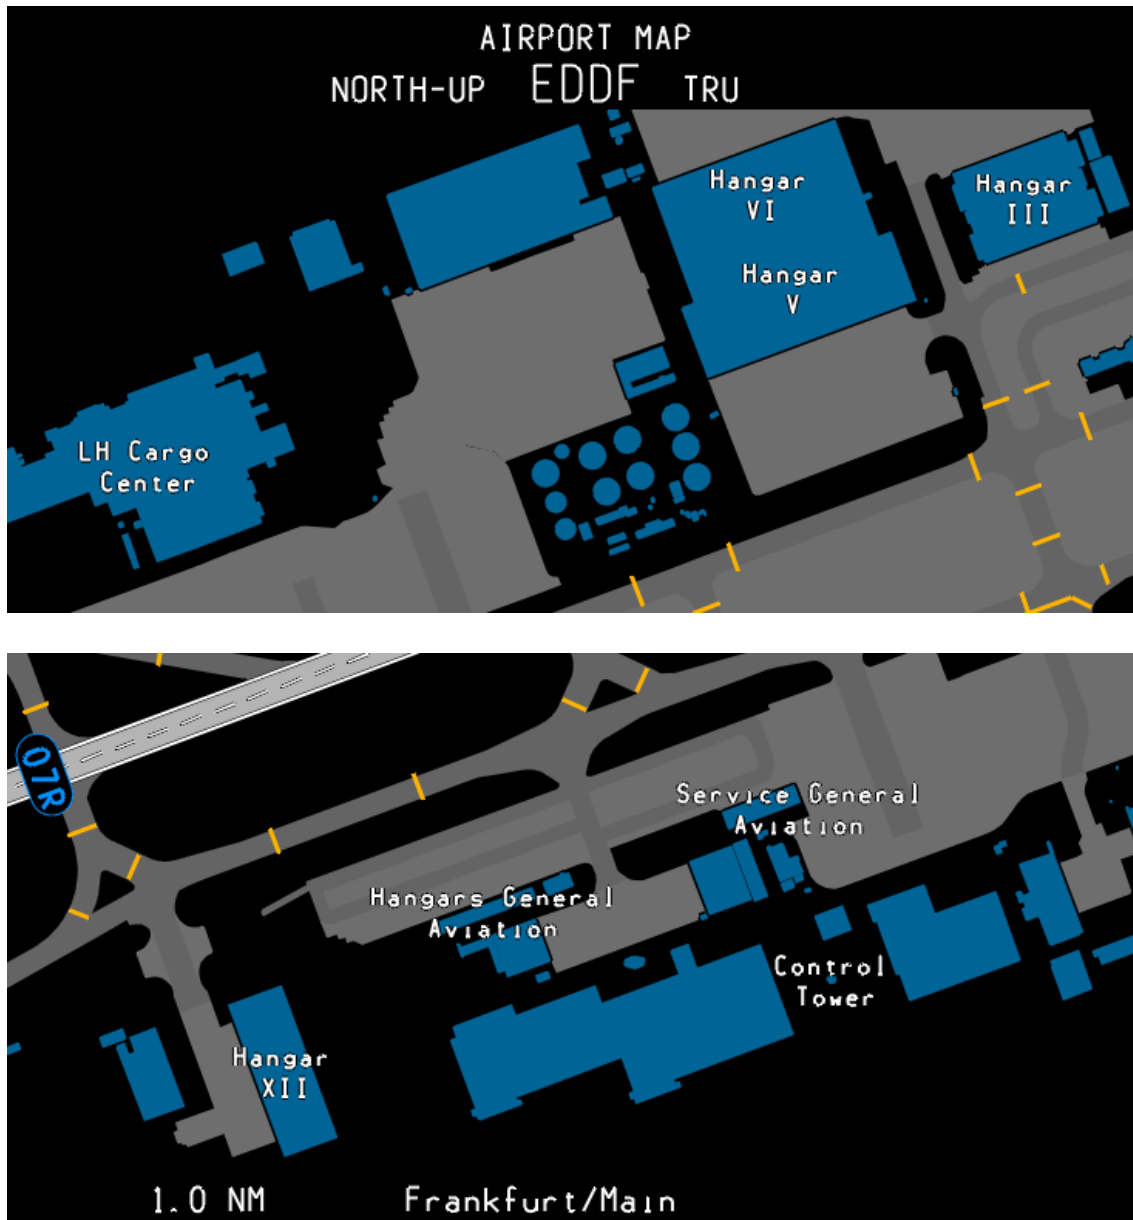 AIRPORT MAP
NORTH-UP EDDF TRU
Hangar
VI
Hangar
III
Hangar
V
LH Cargo
Center
07R
Service General
Aviation
Hangars General
Aviation
Control
Tower
Hangar
XII
1.0 NM Frankfurt/Main